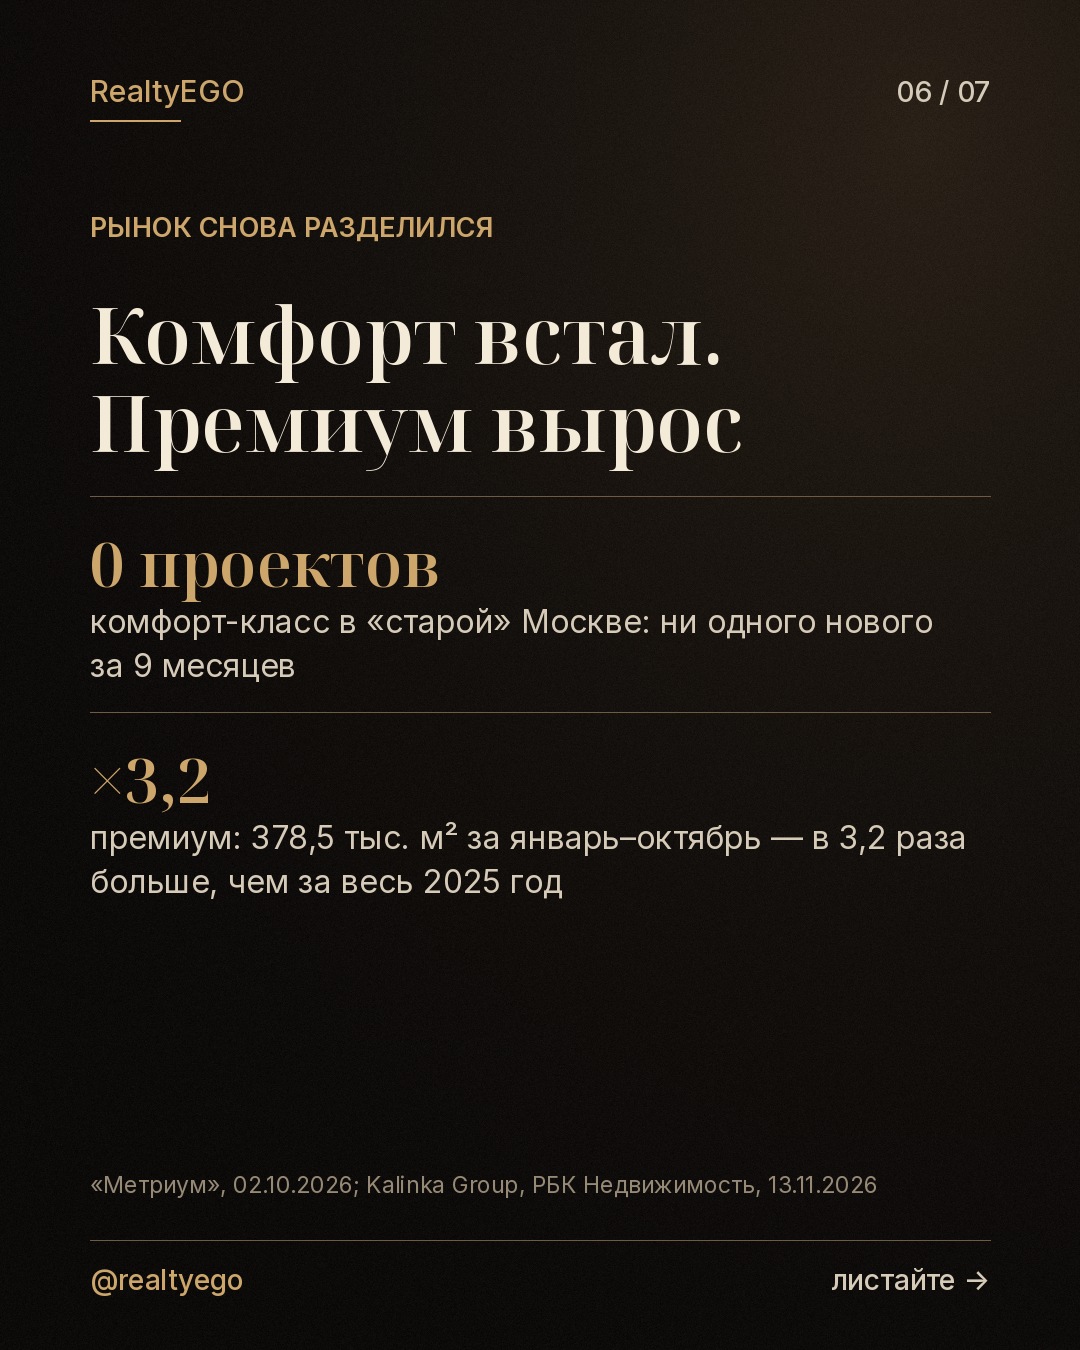 RealtyEGO
06 / 07
РЫНОК СНОВА РАЗДЕЛИЛСЯ
Комфорт встал.
Премиум вырос
0 проектов
комфорт-класс в «старой» Москве: ни одного нового
за 9 месяцев
×3,2
премиум: 378,5 тыс. м² за январь–октябрь — в 3,2 раза
больше, чем за весь 2025 год
«Метриум», 02.10.2026; Kalinka Group, РБК Недвижимость, 13.11.2026
@realtyego
листайте →